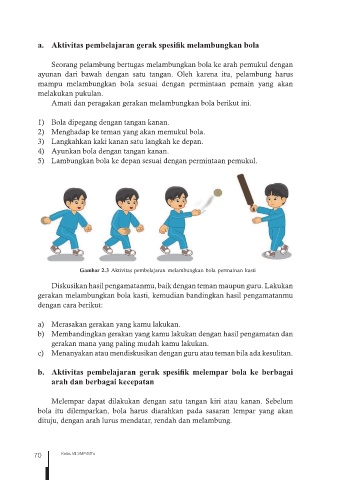 a. Aktivitas pembelajaran gerak spesifik melambungkan bola
Seorang pelambung bertugas melambungkan bola ke arah pemukul dengan
ayunan dari bawah dengan satu tangan. Oleh karena itu, pelambung harus
mampu melambungkan bola sesuai dengan permintaan pemain yang akan
melakukan pukulan.
Amati dan peragakan gerakan melambungkan bola berikut ini.
1) Bola dipegang dengan tangan kanan.
2) Menghadap ke teman yang akan memukul bola.
3) Langkahkan kaki kanan satu langkah ke depan.
4) Ayunkan bola dengan tangan kanan.
5) Lambungkan bola ke depan sesuai dengan permintaan pemukul.
Gambar 2.3 Aktivitas pembelajaran melambungkan bola permainan kasti
Diskusikan hasil pengamatanmu, baik dengan teman maupun guru. Lakukan
gerakan melambungkan bola kasti, kemudian bandingkan hasil pengamatanmu
dengan cara berikut:
a) Merasakan gerakan yang kamu lakukan.
b) Membandingkan gerakan yang kamu lakukan dengan hasil pengamatan dan
gerakan mana yang paling mudah kamu lakukan.
c) Menanyakan atau mendiskusikan dengan guru atau teman bila ada kesulitan.
b. Aktivitas pembelajaran gerak spesifik melempar bola ke berbagai
arah dan berbagai kecepatan
Melempar dapat dilakukan dengan satu tangan kiri atau kanan. Sebelum
bola itu dilemparkan, bola harus diarahkan pada sasaran lempar yang akan
dituju, dengan arah lurus mendatar, rendah dan melambung.
70 Kelas VII SMP/MTs